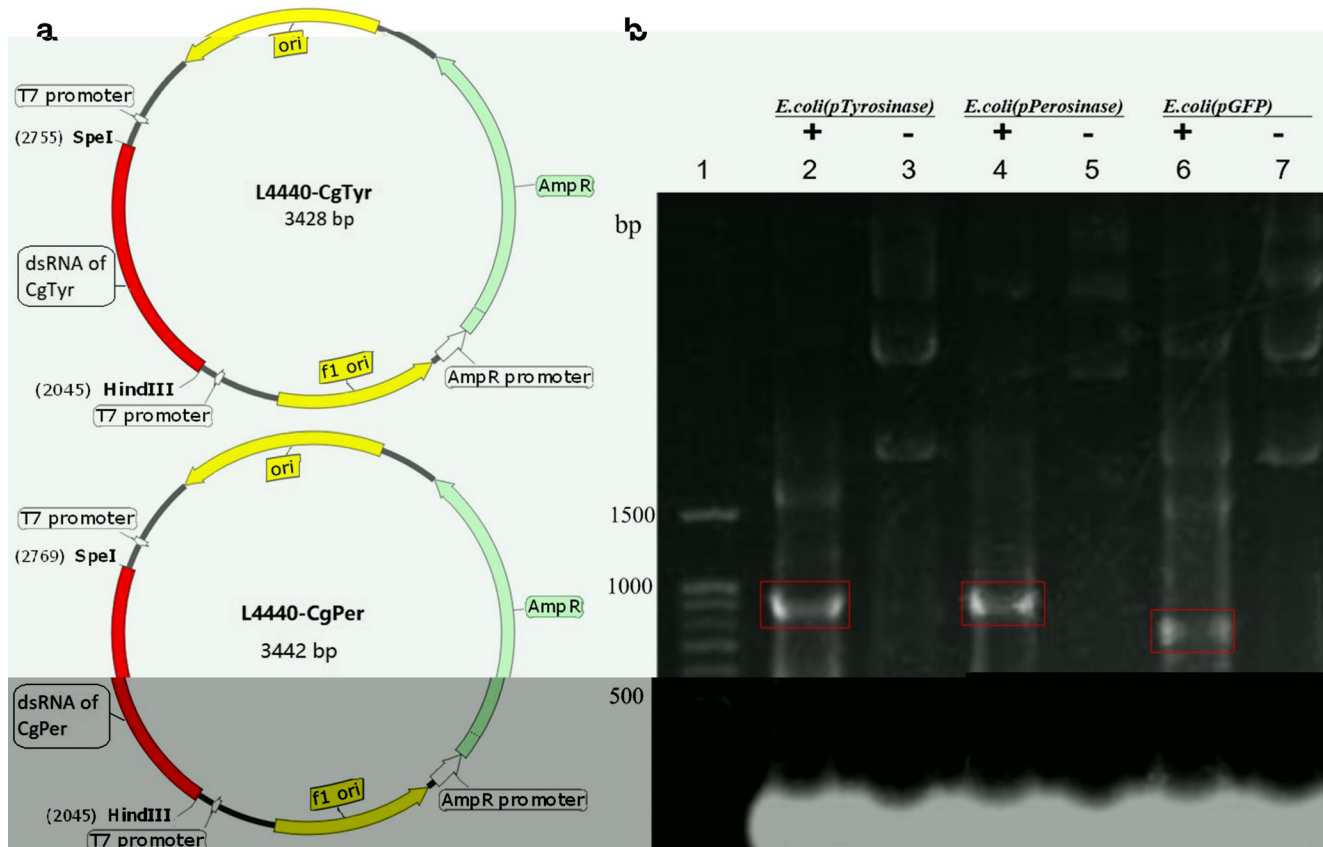 a
ori
T7 promoter
(2755) SpeI
L4440-CgTyr
3428 bp
AmpR
dsRNA of
CgTyr
f1 ori
AmpR promoter
(2045) HindIII
T7 promoter
ori
T7 promoter
(2769) SpeI
L4440-CgPer
3442 bp
AmpR
dsRNA of
CgPer
f1 ori
AmpR promoter
(2045) HindIII
T7 promoter
b
E.coli(pTyrosinase) E.coli(pPerosinase) E.coli(pGFP)
+ - + - + -
1 2 3 4 5 6 7
bp
1500
1000
500